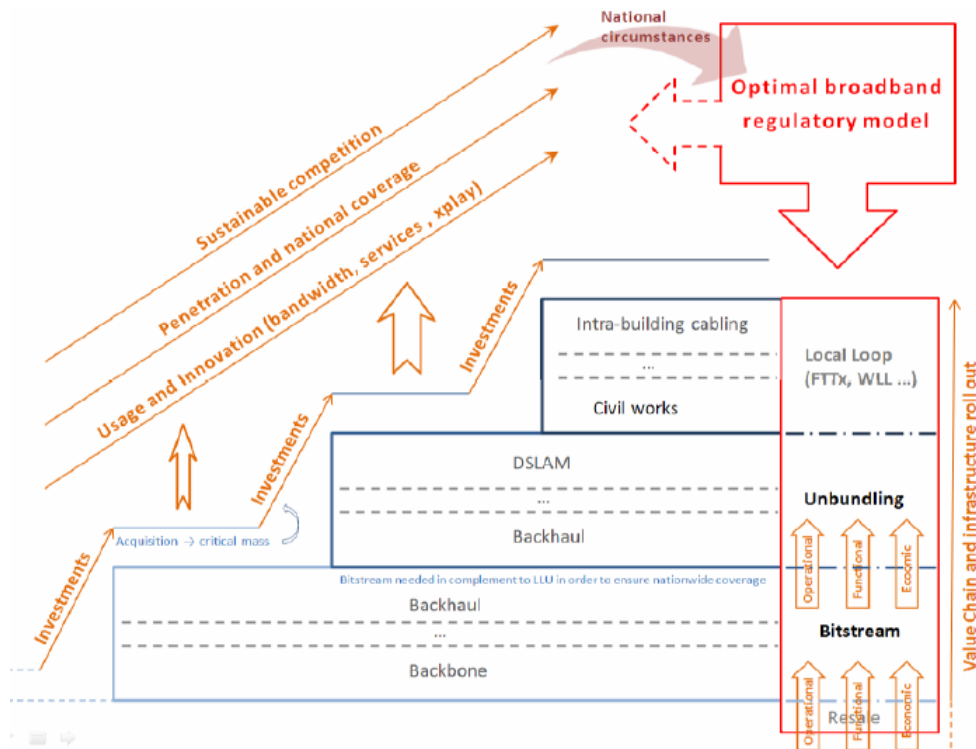 National
circumstances
Optimal broadband
regulatory model
Sustainable competition
Penetration and national coverage
Usage and Innovation (bandwidth, services , xplay)
Investments
Investments
Investments
Intra-building cabling
...
Civil works
Local Loop
(FTTx, WLL ...)
DSLAM
...
Backhaul
Unbundling
Operational
Functional
Ecoomic
Acquisition → critical mass
Bitstream needed in complement to LLU in order to ensure nationwide coverage
Backhaul
...
Backbone
Bitstream
Operational
Functional
Economic
Resale
Value Chain and infrastructure roll out